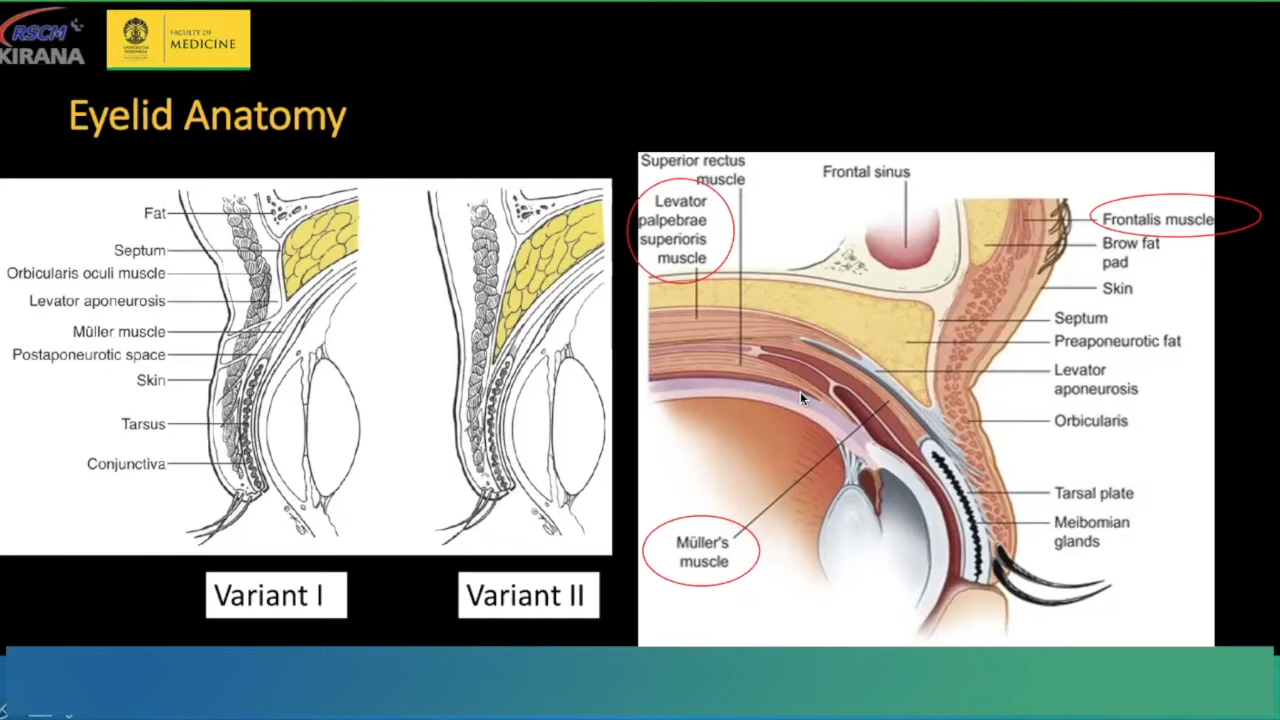 RSCM
KIRANA
FACULTY OF
MEDICINE
Eyelid Anatomy
Fat
Septum
Orbicularis oculi muscle
Levator aponeurosis
Müller muscle
Postaponeurotic space
Skin
Tarsus
Conjunctiva
Variant I
Variant II
Superior rectus
muscle
Levator
palpebrae
superioris
muscle
Müller's
muscle
Frontal sinus
Frontalis muscle
Brow fat
pad
Skin
Septum
Preaponeurotic fat
Levator
aponeurosis
Orbicularis
Tarsal plate
Meibomian
glands